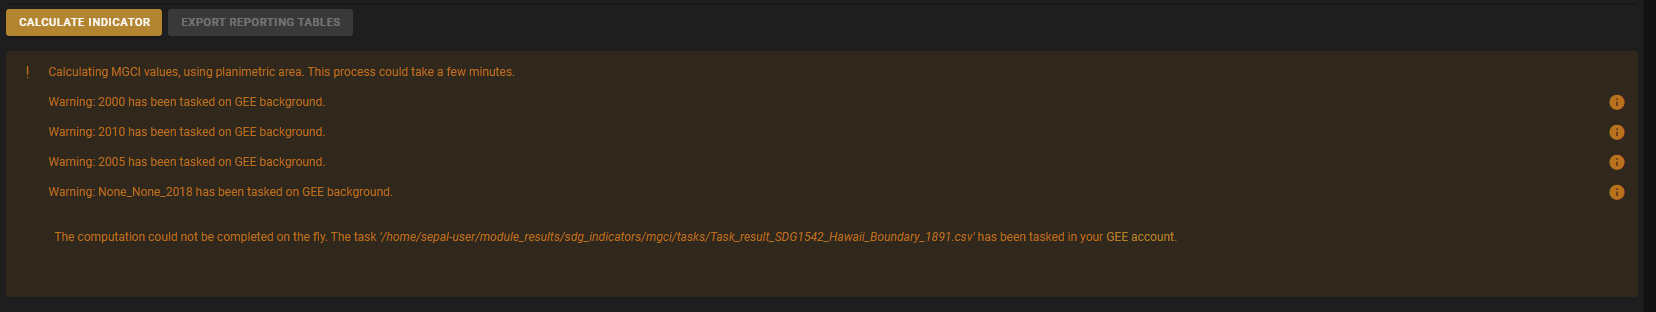 CALCULATE INDICATOR EXPORT REPORTING TABLES
! Calculating MGCI values, using planimetric area. This process could take a few minutes.
Warning: 2000 has been tasked on GEE background.
Warning: 2010 has been tasked on GEE background.
Warning: 2005 has been tasked on GEE background.
Warning: None_None_2018 has been tasked on GEE background.
The computation could not be completed on the fly. The task '/home/sepal-user/module_results/sdg_indicators/mgci/tasks/Task_result_SDG1542_Hawaii_Boundary_1891.csv' has been tasked in your GEE account.